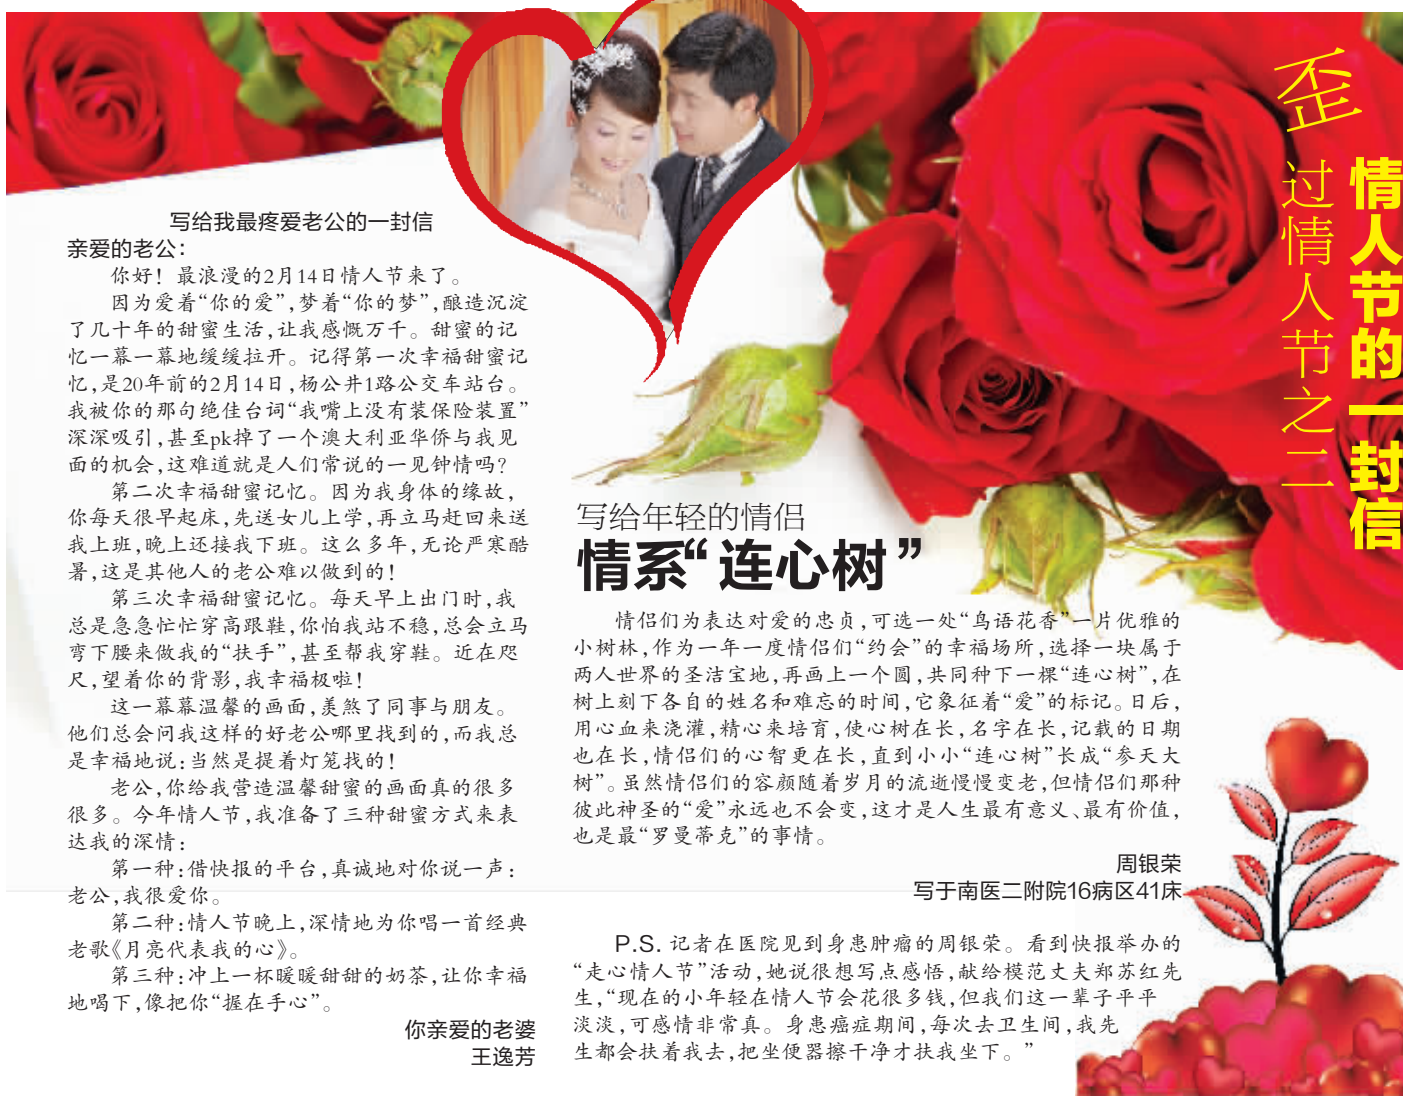 歪
过情人节之二
情人节的一封信
写给我最疼爱老公的一封信
亲爱的老公：
你好！最浪漫的2月14日情人节来了。
因为爱着“你的爱”，梦着“你的梦”，酿造沉淀
了几十年的甜蜜生活，让我感慨万千。甜蜜的记
忆一幕一幕地缓缓拉开。记得第一次幸福甜蜜记
忆，是20年前的2月14日，杨公井1路公交车站台。
我被你的那句绝佳台词“我嘴上没有装保险装置”
深深吸引，甚至pk掉了一个澳大利亚华侨与我见
面的机会，这难道就是人们常说的一见钟情吗？
第二次幸福甜蜜记忆。因为我身体的缘故，
你每天很早起床，先送女儿上学，再立马赶回来送
我上班，晚上还接我下班。这么多年，无论严寒酷
暑，这是其他人的老公难以做到的！
第三次幸福甜蜜记忆。每天早上出门时，我
总是急急忙忙穿高跟鞋，你怕我站不稳，总会立马
弯下腰来做我的“扶手”，甚至帮我穿鞋。近在咫
尺，望着你的背影，我幸福极啦！
这一幕幕温馨的画面，羡煞了同事与朋友。
他们总会问我这样的好老公哪里找到的，而我总
是幸福地说：当然是提着灯笼找的！
老公，你给我营造温馨甜蜜的画面真的很多
很多。今年情人节，我准备了三种甜蜜方式来表
达我的深情：
第一种：借快报的平台，真诚地对你说一声：
老公，我很爱你。
第二种：情人节晚上，深情地为你唱一首经典
老歌《月亮代表我的心》。
第三种：冲上一杯暖暖甜甜的奶茶，让你幸福
地喝下，像把你“握在手心”。
你亲爱的老婆
王逸芳
写给年轻的情侣
情系“连心树”
情侣们为表达对爱的忠贞，可选一处“鸟语花香”一片优雅的
小树林，作为一年一度情侣们“约会”的幸福场所，选择一块属于
两人世界的圣洁宝地，再画上一个圆，共同种下一棵“连心树”，在
树上刻下各自的姓名和难忘的时间，它象征着“爱”的标记。日后，
用心血来浇灌，精心来培育，使心树在长，名字在长，记载的日期
也在长，情侣们的心智更在长，直到小小“连心树”长成“参天大
树”。虽然情侣们的容颜随着岁月的流逝慢慢变老，但情侣们那种
彼此神圣的“爱”永远也不会变，这才是人生最有意义、最有价值，
也是最“罗曼蒂克”的事情。
周银荣
写于南医二附院16病区41床
P.S. 记者在医院见到身患肿瘤的周银荣。看到快报举办的
“走心情人节”活动，她说很想写点感悟，献给模范丈夫郑苏红先
生，“现在的小年轻在情人节会花很多钱，但我们这一辈子平平
淡淡，可感情非常真。身患癌症期间，每次去卫生间，我先
生都会扶着我去，把坐便器擦干净才扶我坐下。”